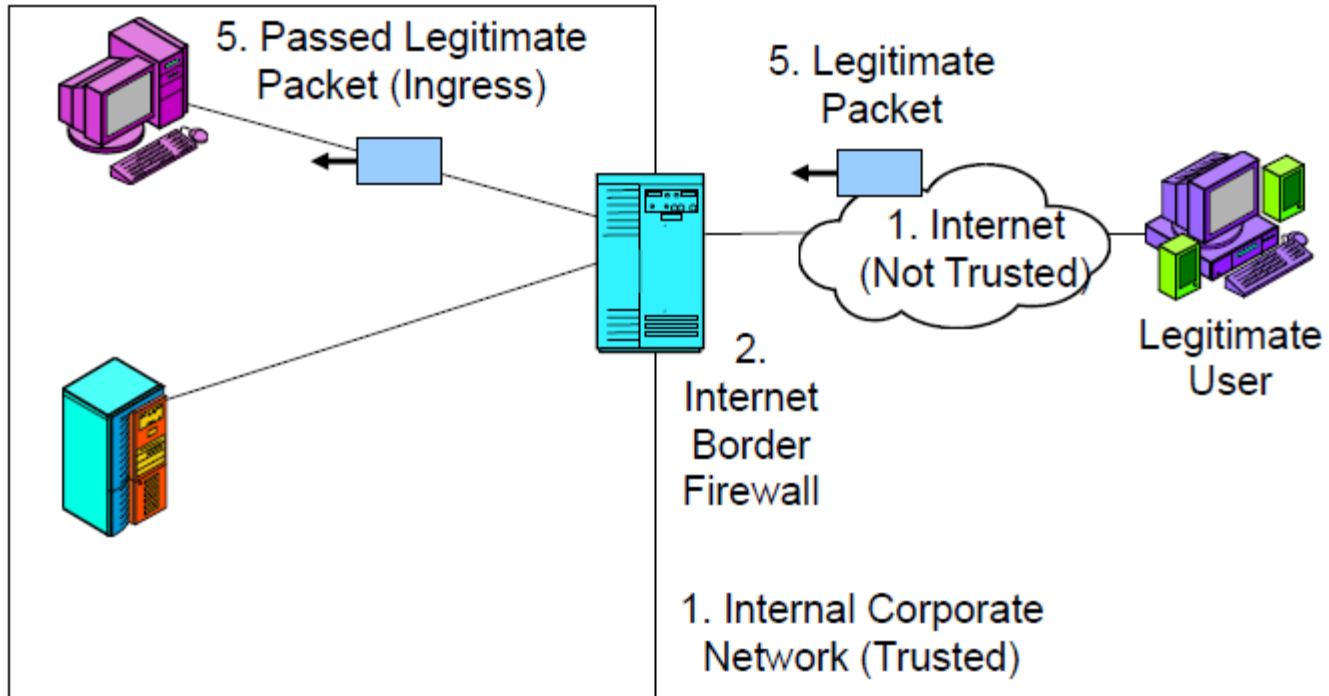 5. Passed Legitimate
Packet (Ingress)
5. Legitimate
Packet
1. Internet
(Not Trusted)
Legitimate
User
2.
Internet
Border
Firewall
1. Internal Corporate
Network (Trusted)